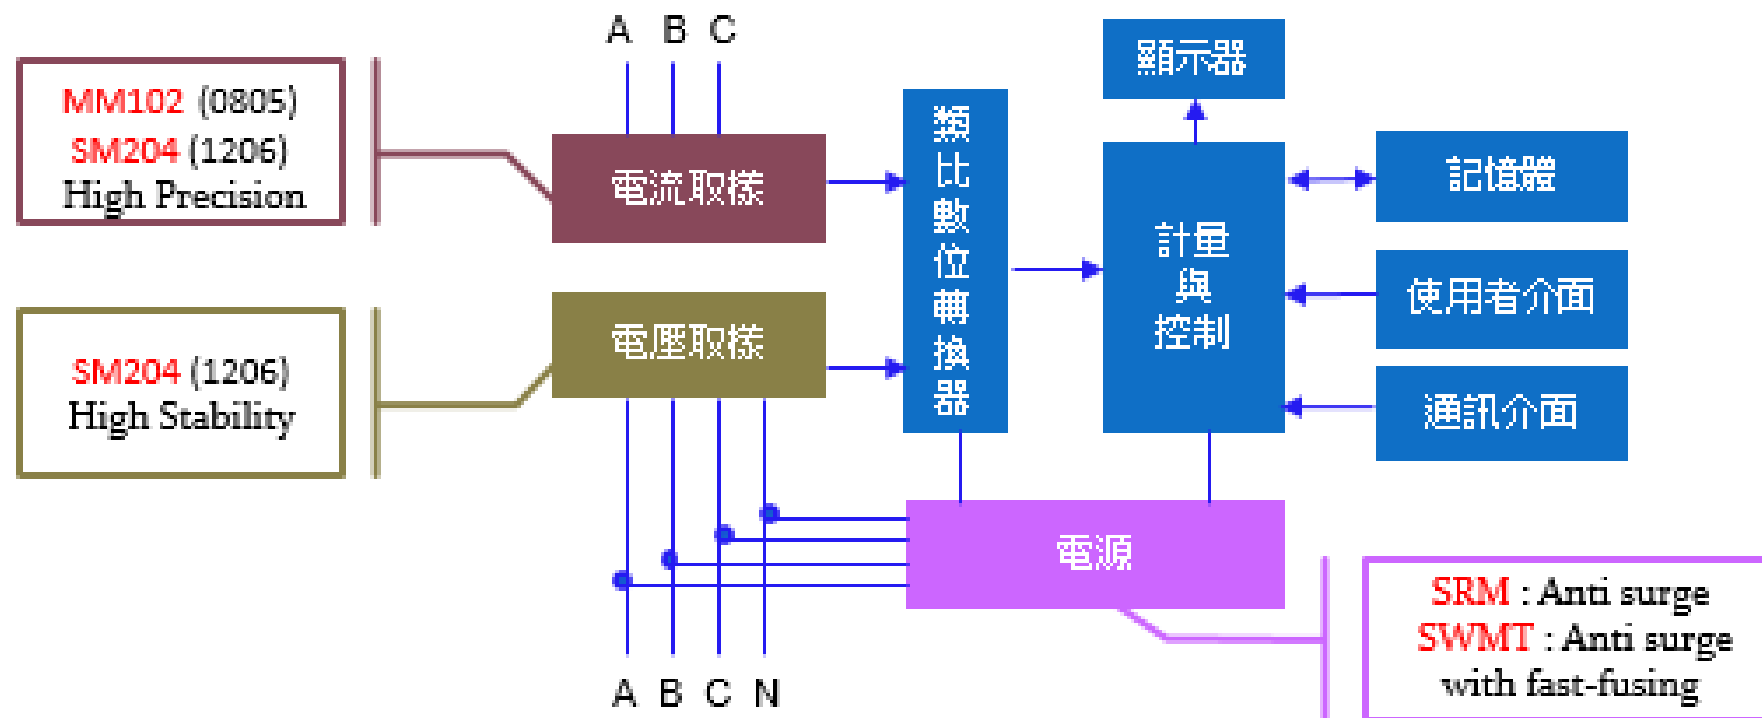 A B C
MM102 (0805)
SM204 (1206)
High Precision
電流取樣
類比數位轉換器
顯示器
記憶體
計量
與
控制
使用者介面
電壓取樣
SM204 (1206)
High Stability
通訊介面
電源
SRM : Anti surge
SWMT : Anti surge
with fast-fusing
A B C N